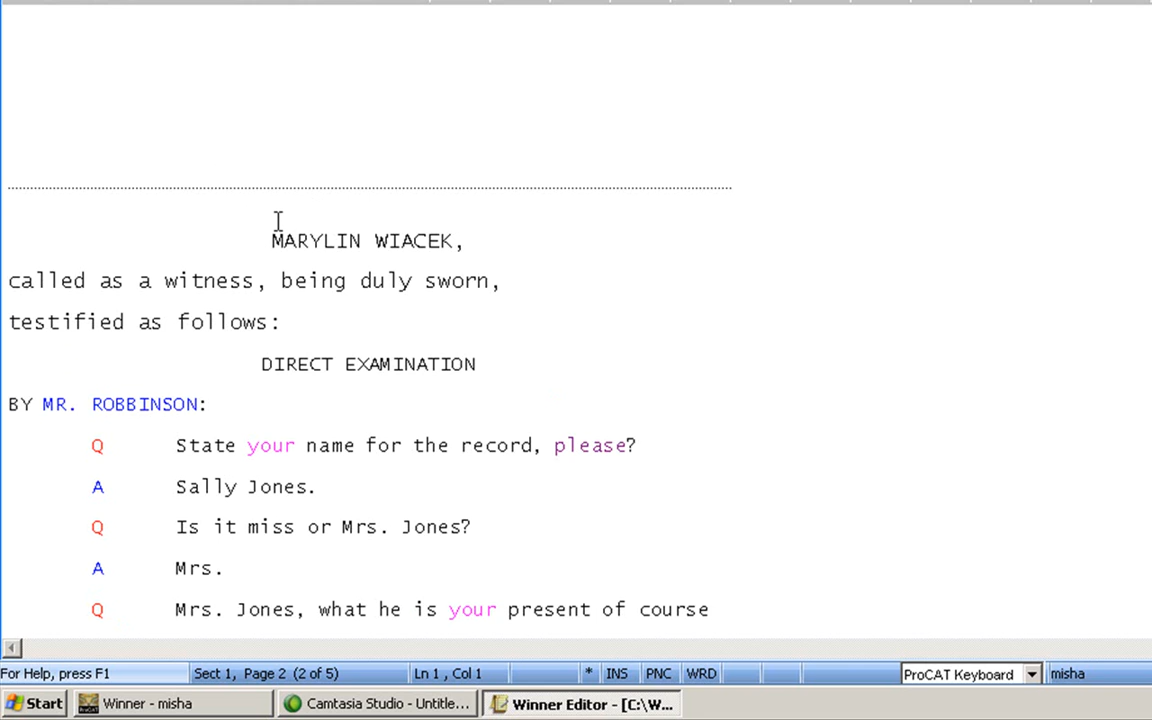 MARYLIN WIACEK,
called as a witness, being duly sworn,
testified as follows:
DIRECT EXAMINATION
BY MR. ROBBINSON:
Q State your name for the record, please?
A Sally Jones.
Q Is it miss or Mrs. Jones?
A Mrs.
Q Mrs. Jones, what he is your present of course
For Help, press F1 Sect 1, Page 2 (2 of 5) Ln 1 , Col 1 * INS PNC WRD ProCAT Keyboard misha
Start Winner - misha Camtasia Studio - Untitle... Winner Editor - [C:\W...